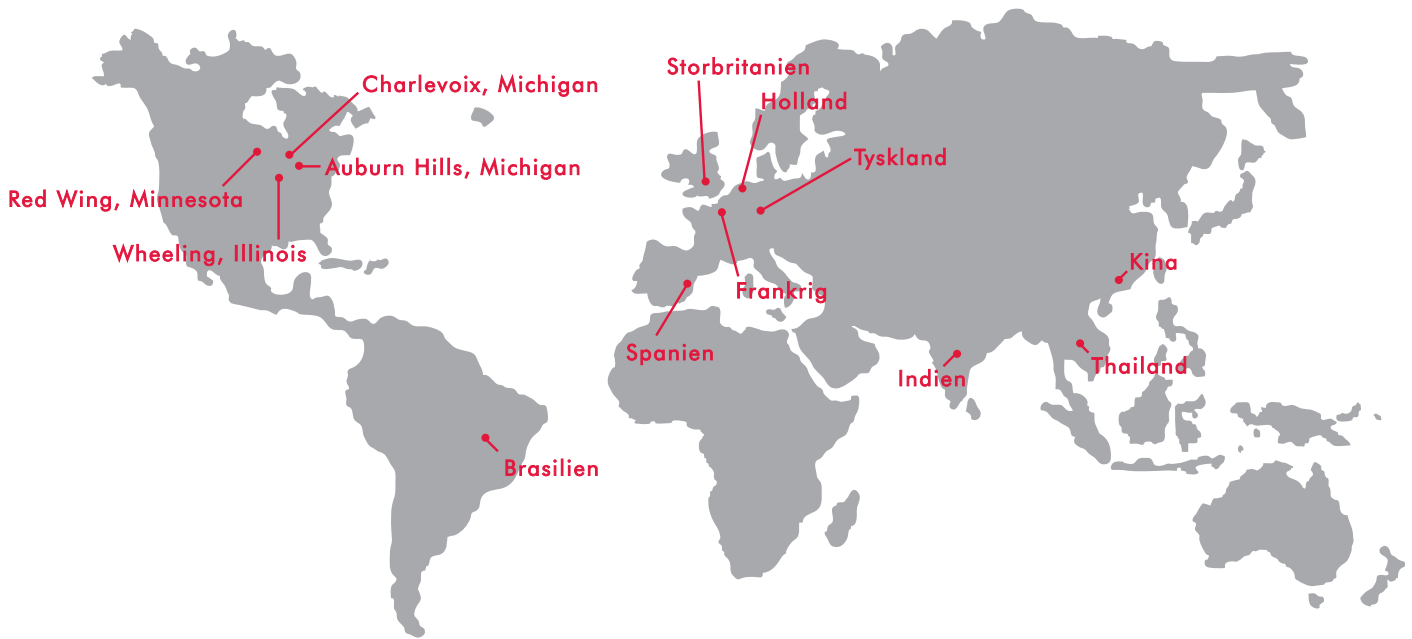 Storbritanien
Charlevoix, Michigan
Holland
Tyskland
Auburn Hills, Michigan
Red Wing, Minnesota
Wheeling, Illinois
Kina
Frankrig
Spanien
Thailand
Indien
Brasilien